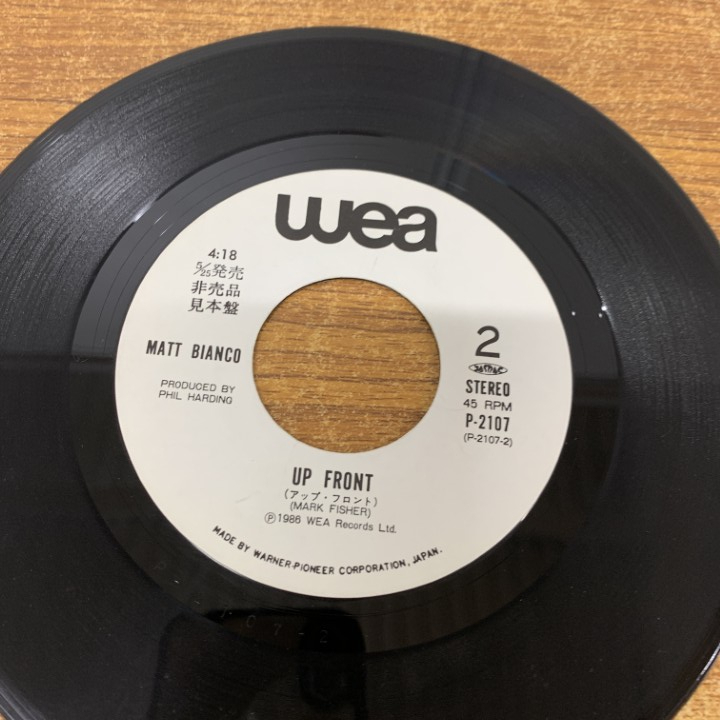 wea
4:18
5/25発売
非売品
見本盤
MATT BIANCO
PRODUCED BY
PHIL HARDING
2
JASRAC
STEREO
45 RPM
P-2107
(P-2107-2)
UP FRONT
(アップ・フロント)
(MARK FISHER)
Ⓟ1986 WEA Records Ltd.
MADE BY WARNER-PIONEER CORPORATION, JAPAN.